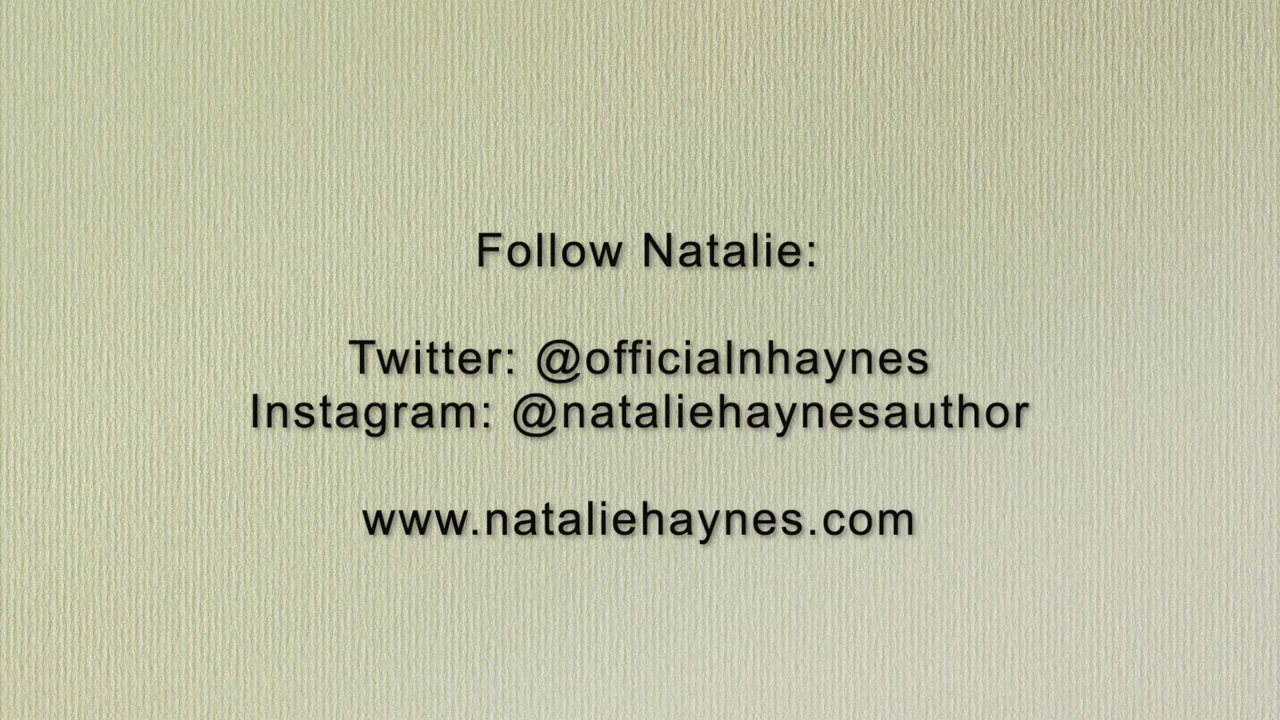 Follow Natalie:
Twitter: @officialnhaynes
Instagram: @nataliehaynesauthor
www.nataliehaynes.com